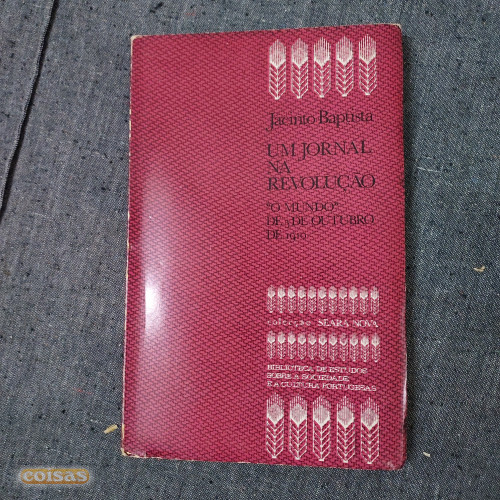 Jacinto Baptista
UM JORNAL
NA
REVOLUÇÃO
"O MUNDO"
DE 5 DE OUTUBRO
DE 1910
colecção SEARA NOVA
BIBLIOTECA DE ESTUDOS
SOBRE A SOCIEDADE
E A CULTURA PORTUGUESAS
coisas